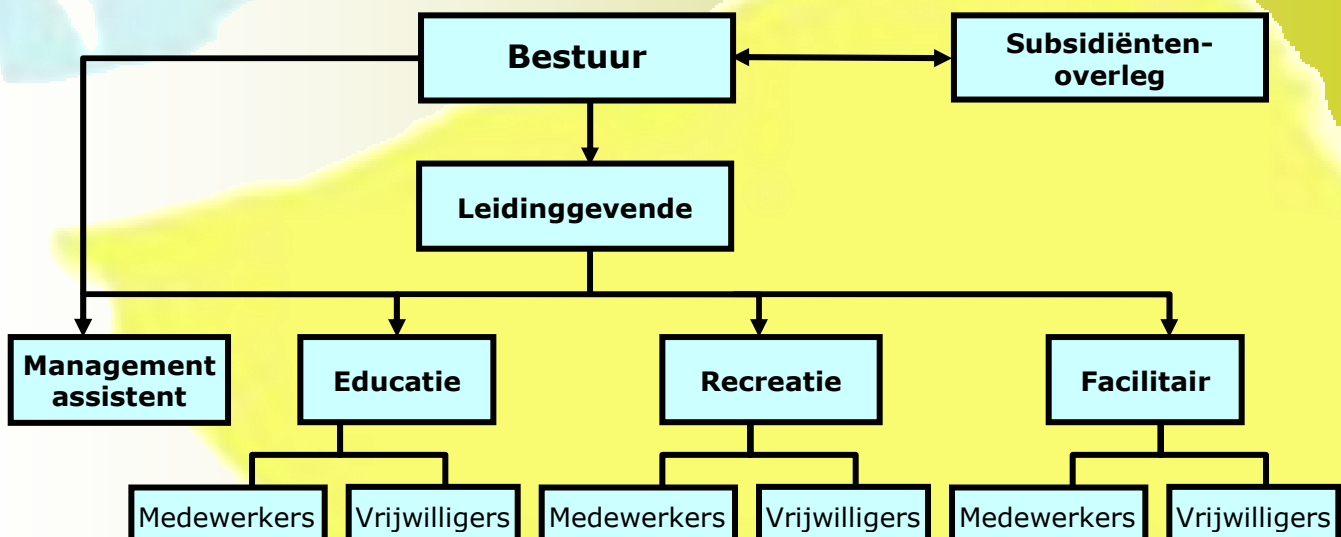 Bestuur
Subsidiënten-
overleg
Leidinggevende
Management
assistent
Educatie
Recreatie
Facilitair
Medewerkers
Vrijwilligers
Medewerkers
Vrijwilligers
Medewerkers
Vrijwilligers